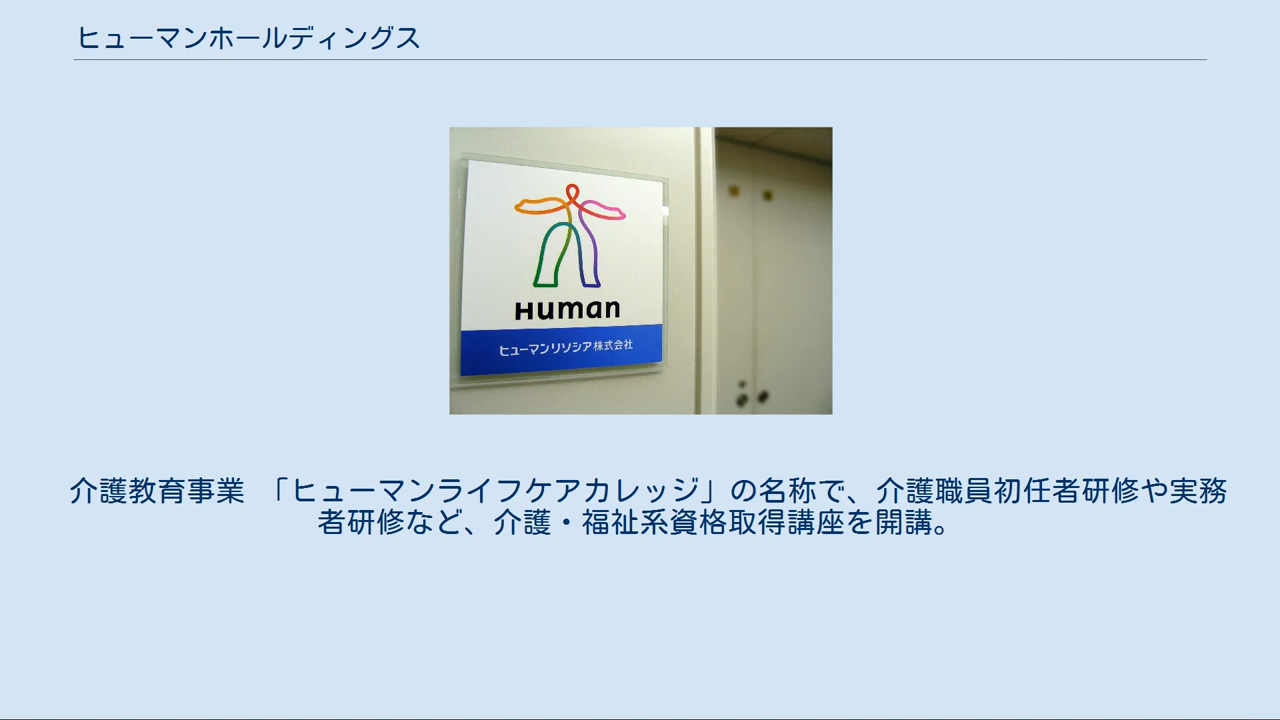 ヒューマンホールディングス
Human
ヒューマンリソシア株式会社
介護教育事業　「ヒューマンライフケアカレッジ」の名称で、介護職員初任者研修や実務
者研修など、介護・福祉系資格取得講座を開講。